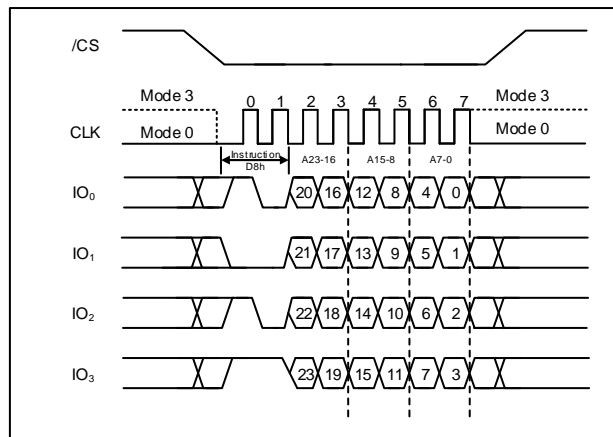 /CS
Mode 3 0 1 2 3 4 5 6 7 Mode 3
CLK Mode 0 Mode 0
Instruction
D8h A23-16 A15-8 A7-0
IO0 20 16 12 8 4 0
IO1 21 17 13 9 5 1
IO2 22 18 14 10 6 2
IO3 23 19 15 11 7 3